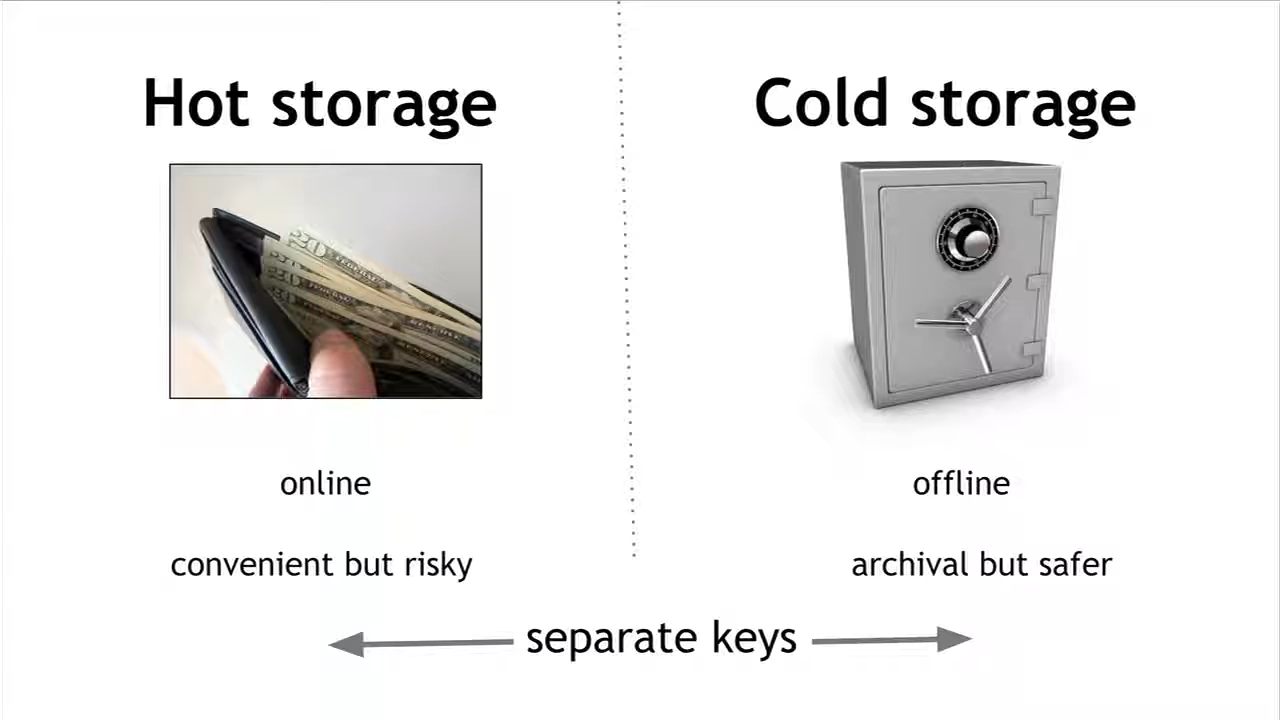 Hot storage
Cold storage
online
offline
convenient but risky
archival but safer
separate keys